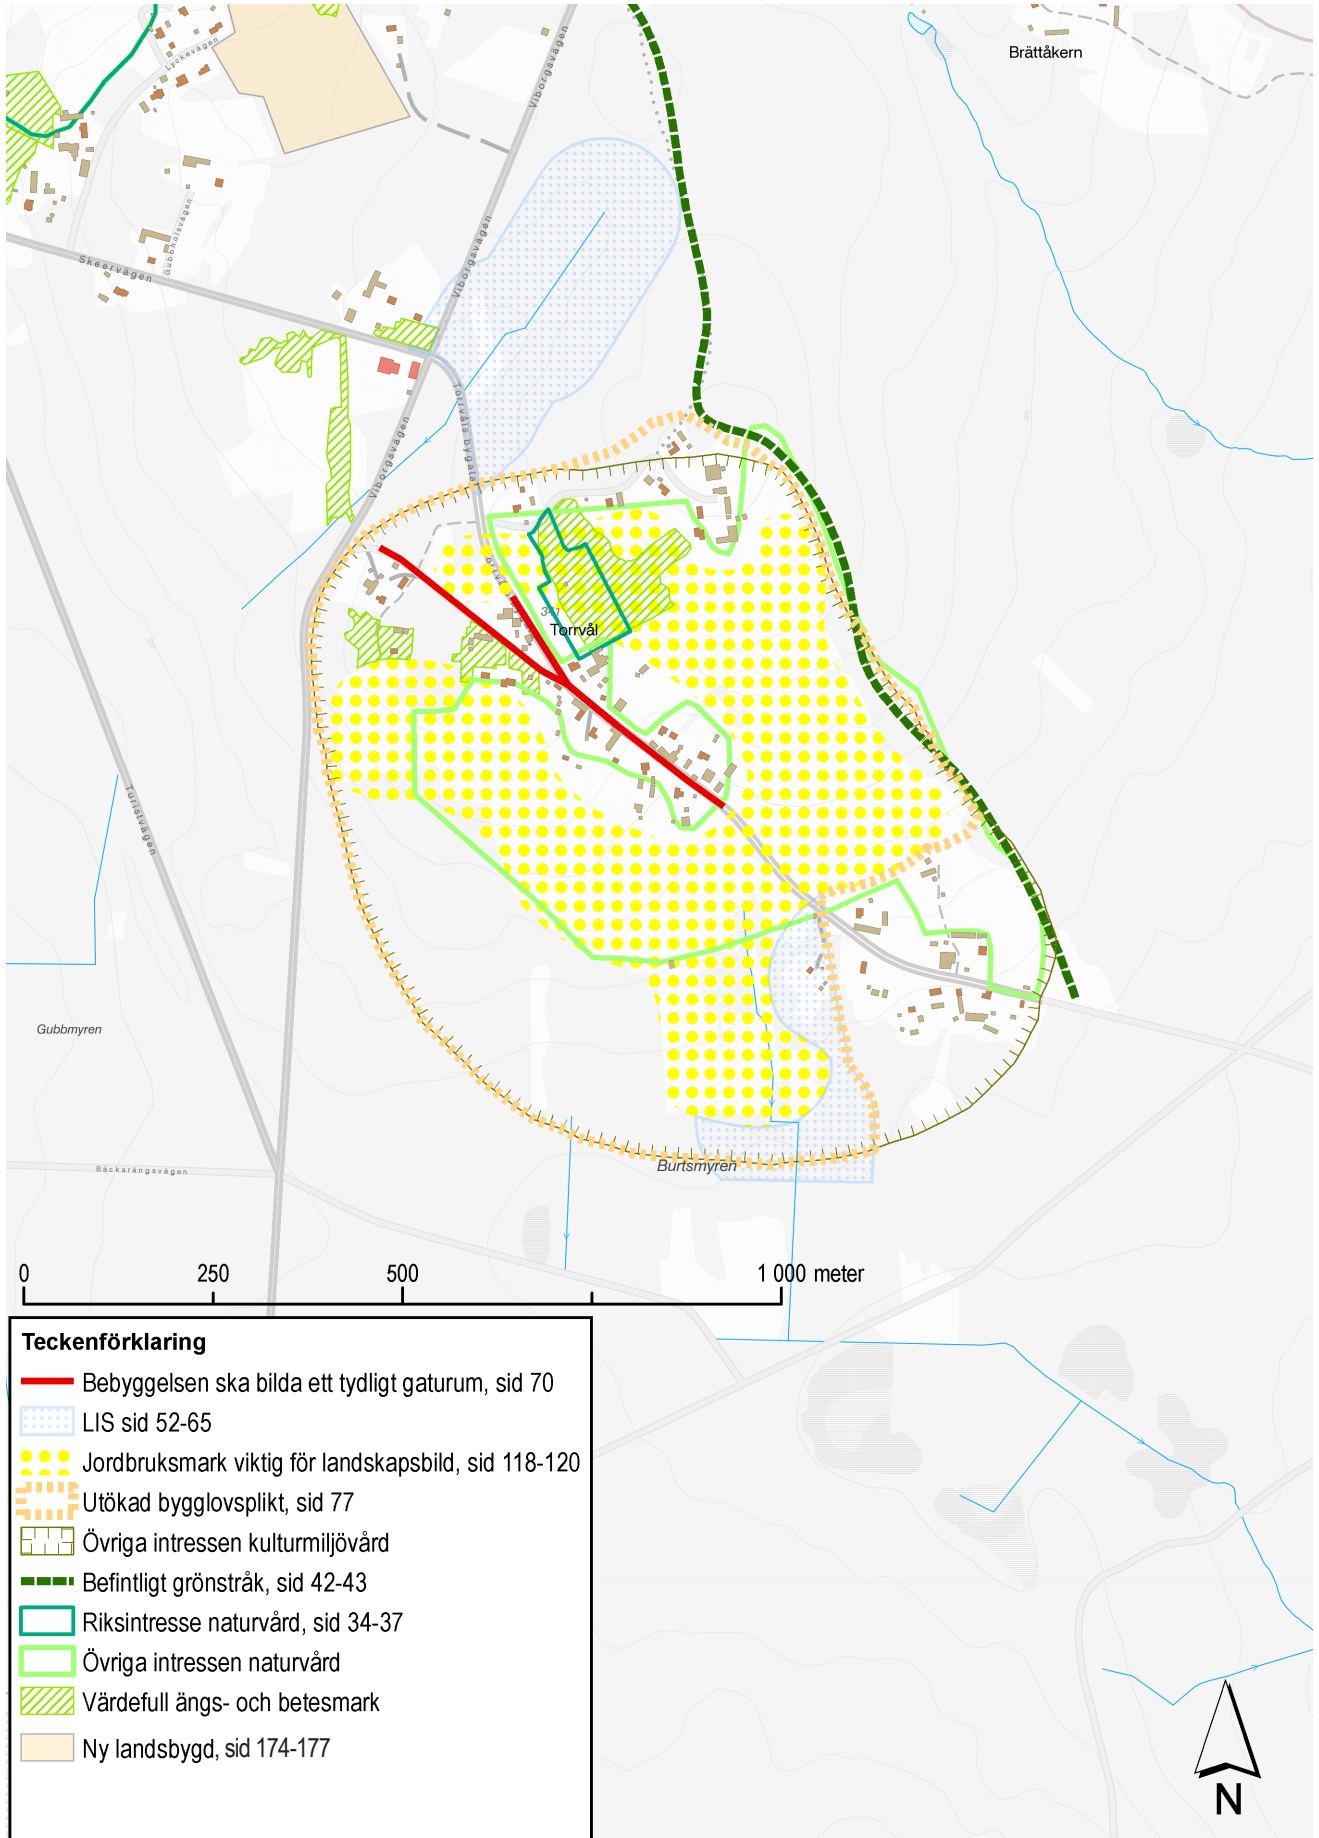 Brättåkern
Lyckevägen
Viborgsvägen
Gubbholsvägen
Skeervägen
Viborgsvägen
Torrvåls bygata
Viborgsvägen
Torrvål
Turistvägen
Gubbmyren
Burtsmyren
Bäckarängsvägen
0 250 500 1 000 meter
Teckenförklaring
Bebyggelsen ska bilda ett tydligt gaturum, sid 70
LIS sid 52-65
Jordbruksmark viktig för landskapsbild, sid 118-120
Utökad bygglovsplikt, sid 77
Övriga intressen kulturmiljövård
Befintligt grönstråk, sid 42-43
Riksintresse naturvård, sid 34-37
Övriga intressen naturvård
Värdefull ängs- och betesmark
Ny landsbygd, sid 174-177
N